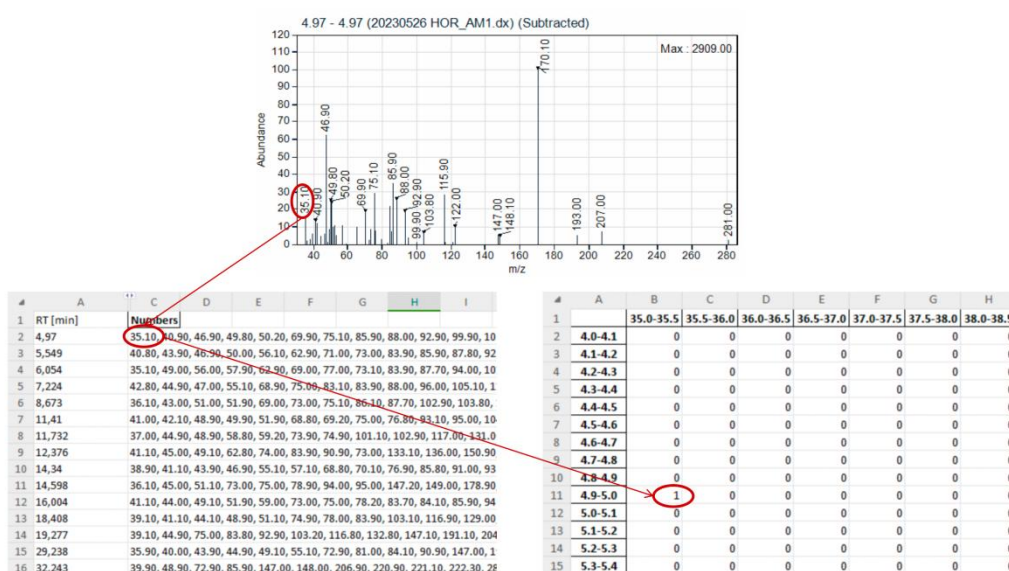 4.97 - 4.97 (20230526 HOR_AM1.dx) (Subtracted)
Max : 2909.00
Abundance
120
110
100
90
80
70
60
50
40
30
20
10
0
35.10
40.90
46.90
49.80
50.20
69.90
75.10
85.90
88.00
92.90
99.90
103.80
115.90
122.00
147.00
148.10
170.10
193.00
207.00
281.00
40 60 80 100 120 140 160 180 200 220 240 260 280
m/z
A C D E F G H I
1 RT [min] Numbers
2 4,97 35.10, 40.90, 46.90, 49.80, 50.20, 69.90, 75.10, 85.90, 88.00, 92.90, 99.90, 10
3 5,549 40.80, 43.90, 46.90, 50.00, 56.10, 62.90, 71.00, 73.00, 83.90, 85.90, 87.80, 92
4 6,054 35.10, 49.00, 56.00, 57.90, 62.90, 69.00, 77.00, 73.10, 83.90, 87.70, 94.00, 10
5 7,224 42.80, 44.90, 47.00, 55.10, 68.90, 75.00, 83.10, 83.90, 88.00, 96.00, 105.10, 1
6 8,673 36.10, 43.00, 51.00, 51.90, 69.00, 73.00, 75.10, 86.10, 87.70, 102.90, 103.80,
7 11,41 41.00, 42.10, 48.90, 49.90, 51.90, 68.80, 69.20, 75.00, 76.80, 93.10, 95.00, 10
8 11,732 37.00, 44.90, 48.90, 58.80, 59.20, 73.90, 74.90, 101.10, 102.90, 117.00, 131.0
9 12,376 41.10, 45.00, 49.10, 62.80, 74.00, 83.90, 90.90, 73.00, 133.10, 136.00, 150.90
10 14,34 38.90, 41.10, 43.90, 46.90, 55.10, 57.10, 68.80, 70.10, 76.90, 85.80, 91.00, 93
11 14,598 36.10, 45.00, 51.10, 73.00, 75.00, 78.90, 94.00, 95.00, 147.20, 149.00, 178.90,
12 16,004 41.10, 44.00, 49.10, 51.90, 59.00, 73.00, 75.00, 78.20, 83.70, 84.10, 85.90, 94
13 18,408 39.10, 41.10, 44.10, 48.90, 51.10, 74.90, 78.00, 83.90, 103.10, 116.90, 129.00
14 19,277 39.10, 44.90, 75.00, 83.80, 92.90, 103.20, 116.80, 132.80, 147.10, 191.10, 204
15 29,238 35.90, 40.00, 43.90, 44.90, 49.10, 55.10, 72.90, 81.00, 84.10, 90.90, 147.00, 1
16 32,243 39.90, 48.90, 72.90, 85.90, 147.00, 148.00, 206.90, 220.90, 221.10, 222.30, 28
A B C D E F G H
1 35.0-35.5 35.5-36.0 36.0-36.5 36.5-37.0 37.0-37.5 37.5-38.0 38.0-38.5
2 4.0-4.1 0 0 0 0 0 0
3 4.1-4.2 0 0 0 0 0 0
4 4.2-4.3 0 0 0 0 0 0
5 4.3-4.4 0 0 0 0 0 0
6 4.4-4.5 0 0 0 0 0 0
7 4.5-4.6 0 0 0 0 0 0
8 4.6-4.7 0 0 0 0 0 0
9 4.7-4.8 0 0 0 0 0 0
10 4.8-4.9 0 0 0 0 0 0
11 4.9-5.0 1 0 0 0 0 0
12 5.0-5.1 0 0 0 0 0 0
13 5.1-5.2 0 0 0 0 0 0
14 5.2-5.3 0 0 0 0 0 0
15 5.3-5.4 0 0 0 0 0 0